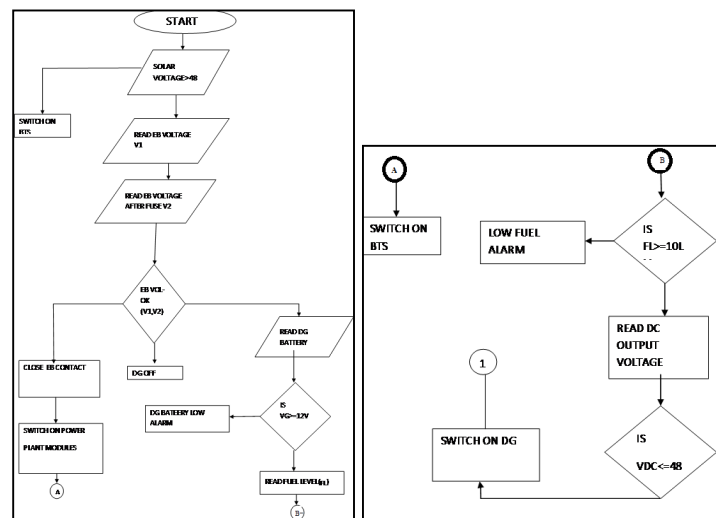 START
SOLAR
VOLTAGE>48
SWITCH ON
BTS
READ EB VOLTAGE
V1
READ EB VOLTAGE
AFTER FUSE V2
EB VOL-
OK
(V1,V2)
READ DG
BATTERY
CLOSE EB CONTACT
DG OFF
IS
VG>=12V
DG BATEERY LOW
ALARM
SWITCH ON POWER
PLANT MODULES
READ FUEL LEVEL(FL)
A
B
A
B
SWITCH ON
BTS
LOW FUEL
ALARM
IS
FL>=10L
READ DC
OUTPUT
VOLTAGE
1
SWITCH ON DG
IS
VDC<=48